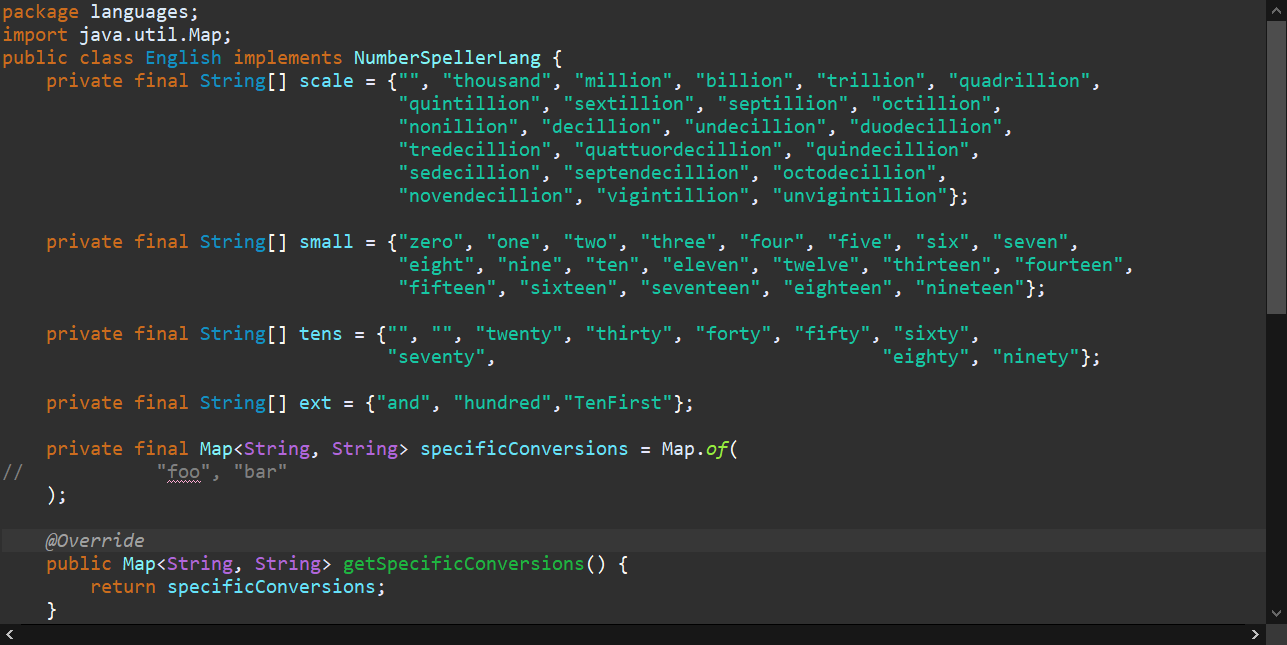 package languages;
import java.util.Map;
public class English implements NumberSpellerLang {
    private final String[] scale = {"", "thousand", "million", "billion", "trillion", "quadrillion",
                                    "quintillion", "sextillion", "septillion", "octillion",
                                    "nonillion", "decillion", "undecillion", "duodecillion",
                                    "tredecillion", "quattuordecillion", "quindecillion",
                                    "sedecillion", "septendecillion", "octodecillion",
                                    "novendecillion", "vigintillion", "unvigintillion"};
    private final String[] small = {"zero", "one", "two", "three", "four", "five", "six", "seven",
                                    "eight", "nine", "ten", "eleven", "twelve", "thirteen", "fourteen",
                                    "fifteen", "sixteen", "seventeen", "eighteen", "nineteen"};
    private final String[] tens = {"", "", "twenty", "thirty", "forty", "fifty", "sixty",
                                   "seventy",                                   "eighty", "ninety"};
    private final String[] ext = {"and", "hundred","TenFirst"};
    private final Map<String, String> specificConversions = Map.of(
//            "foo", "bar"
    );
    @Override
    public Map<String, String> getSpecificConversions() {
        return specificConversions;
    }